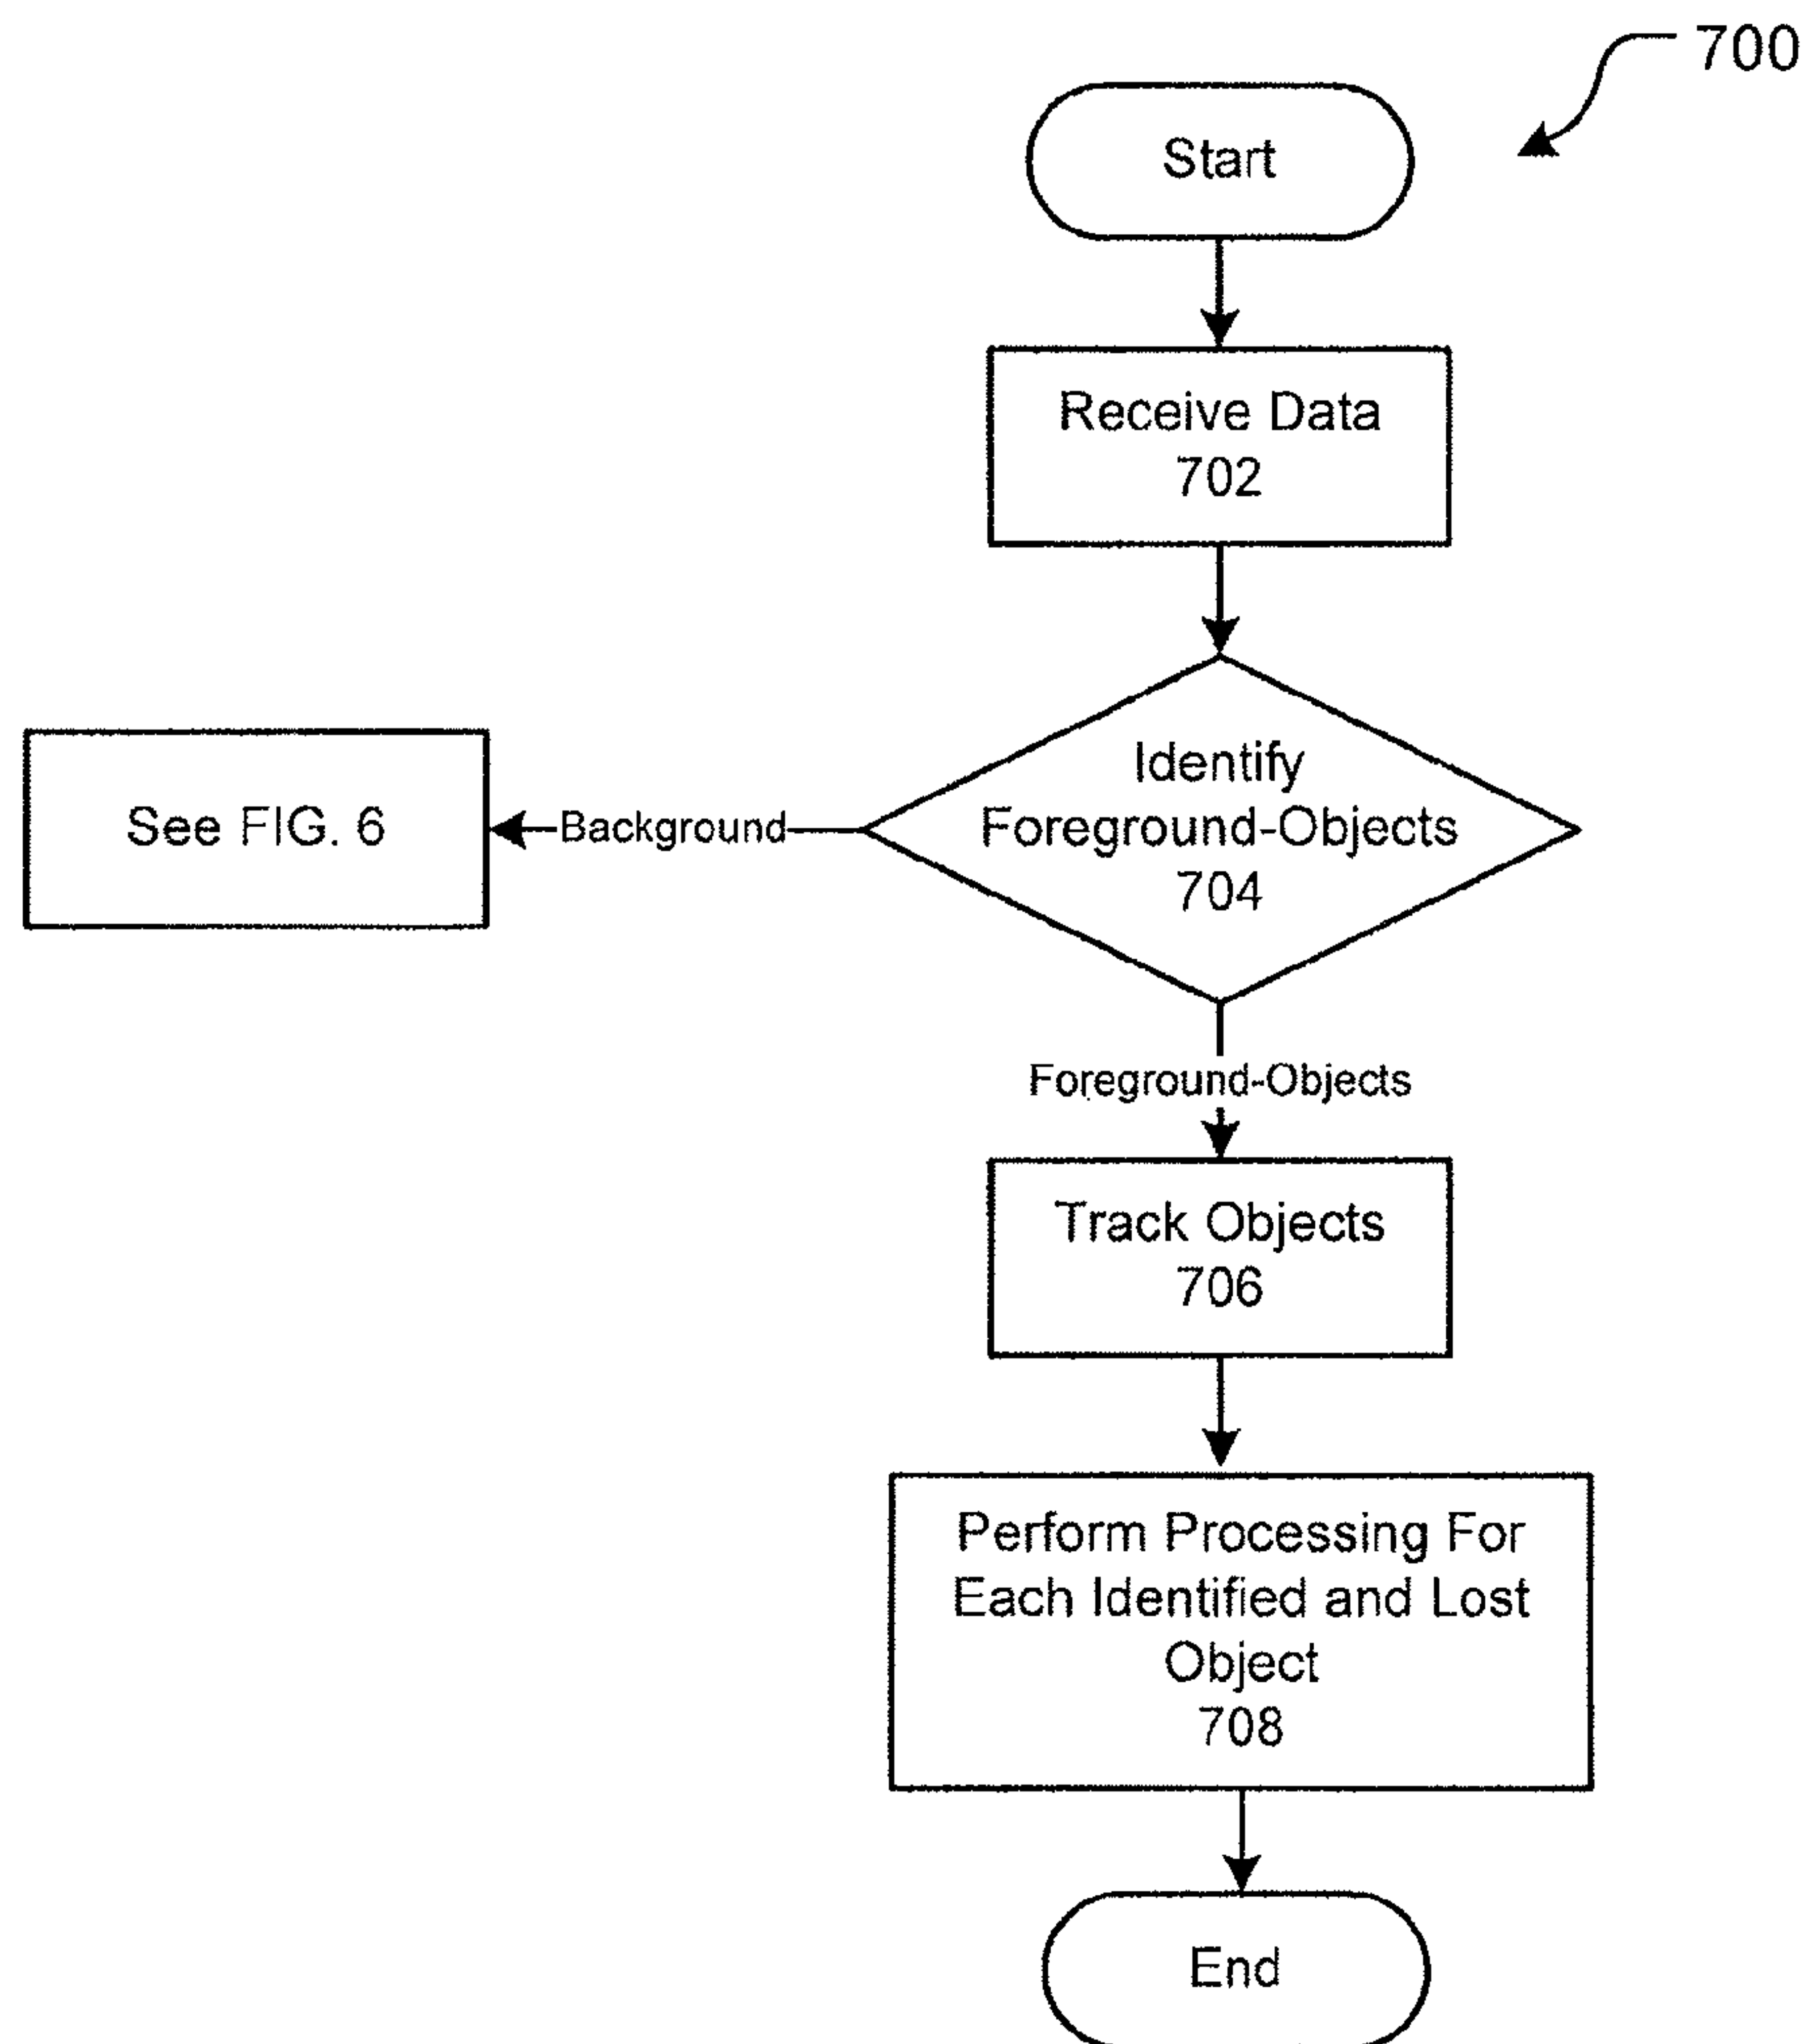 700
Start
Receive Data
702
Identify
Foreground-Objects
704
See FIG. 6
Background
Foreground-Objects
Track Objects
706
Perform Processing For
Each Identified and Lost
Object
708
End